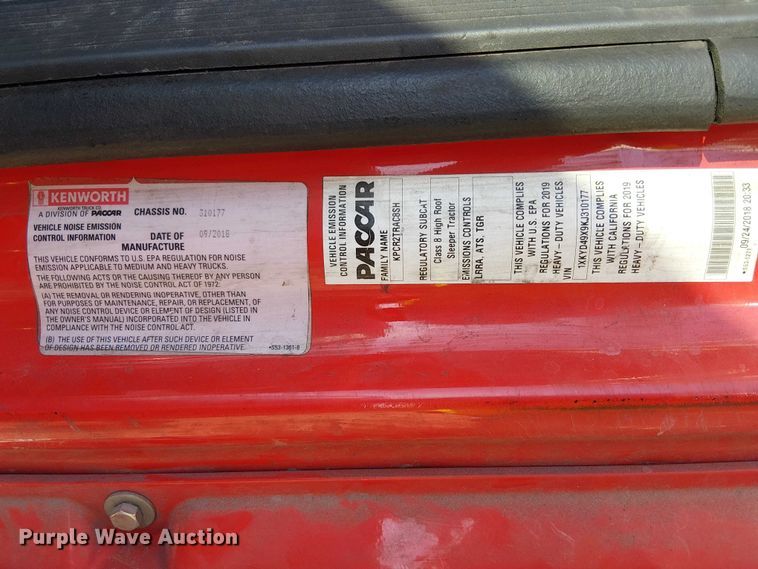 KENWORTH
KENWORTH TRUCK CO.
A DIVISION OF PACCAR
CHASSIS NO. 310177
VEHICLE NOISE EMISSION
CONTROL INFORMATION
DATE OF 09/2018
MANUFACTURE
THIS VEHICLE CONFORMS TO U.S. EPA REGULATION FOR NOISE
EMISSION APPLICABLE TO MEDIUM AND HEAVY TRUCKS.
THE FOLLOWING ACTS OR THE CAUSING THEREOF BY ANY PERSON
ARE PROHIBITED BY THE NOISE CONTROL ACT OF 1972.
(A) THE REMOVAL OR RENDERING INOPERATIVE, OTHER THAN
FOR PURPOSES OF MAINTENANCE, REPAIR, OR REPLACEMENT, OF
ANY NOISE CONTROL DEVICE OR ELEMENT OF DESIGN (LISTED IN
THE OWNER'S MANUAL) INCORPORATED INTO THE VEHICLE IN
COMPLIANCE WITH THE NOISE CONTROL ACT.
(B) THE USE OF THIS VEHICLE AFTER SUCH DEVICE OR ELEMENT
OF DESIGN HAS BEEN REMOVED OR RENDERED INOPERATIVE.
VEHICLE EMISSION
CONTROL INFORMATION
PACCAR
FAMILY NAME
KPCR2TRAC8SH
REGULATORY SUBCAT
Class 8 High Roof
Sleeper Tractor
EMISSIONS CONTROLS
LRRA, ATS, TGR
THIS VEHICLE COMPLIES
WITH U.S. EPA
REGULATIONS FOR 2019
HEAVY-DUTY VEHICLES
VIN
1XKYD49X9KJ310177
THIS VEHICLE COMPLIES
WITH CALIFORNIA
REGULATIONS FOR 2019
HEAVY-DUTY VEHICLES
09/24/2018 20:33
Purple Wave Auction